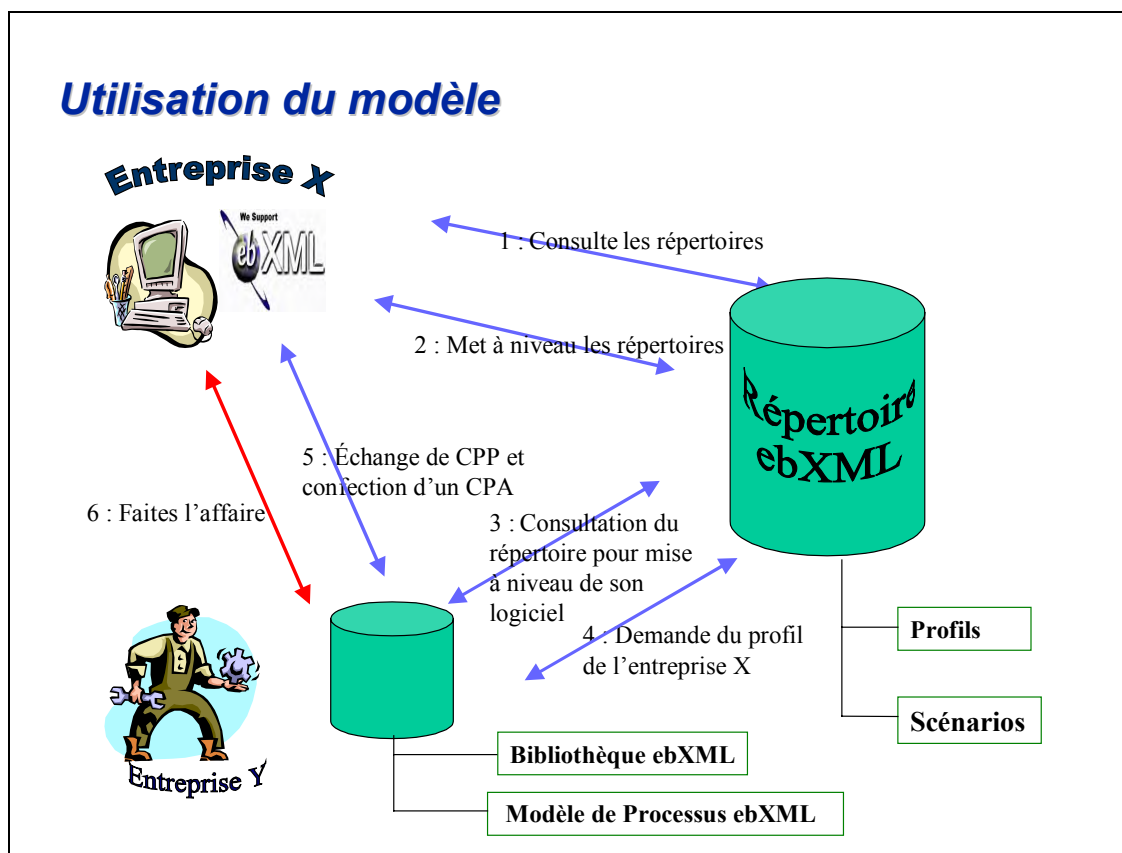 Utilisation du modèle
Entreprise X
We Support
ebXML
1 : Consulte les répertoires
2 : Met à niveau les répertoires
Répertoire
ebXML
5 : Échange de CPP et
confection d'un CPA
6 : Faites l'affaire
3 : Consultation du
répertoire pour mise
à niveau de son
logiciel
4 : Demande du profil
de l'entreprise X
Profils
Scénarios
Bibliothèque ebXML
Modèle de Processus ebXML
Entreprise Y